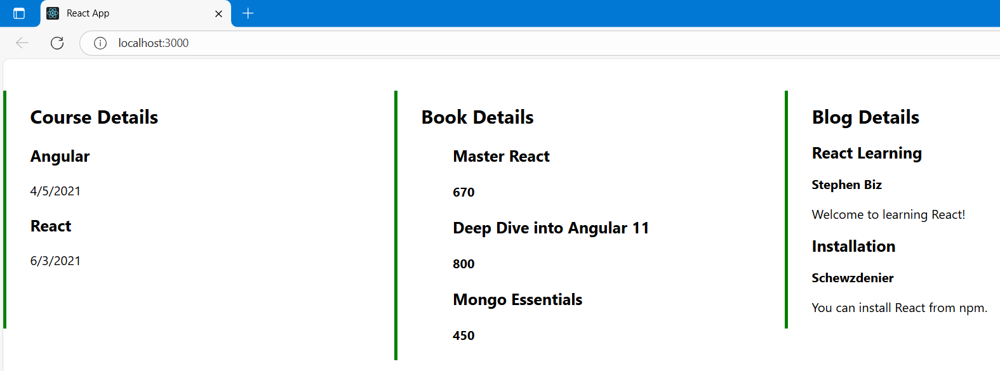 React App
localhost:3000
Course Details
Angular
4/5/2021
React
6/3/2021
Book Details
Master React
670
Deep Dive into Angular 11
800
Mongo Essentials
450
Blog Details
React Learning
Stephen Biz
Welcome to learning React!
Installation
Schewzdenier
You can install React from npm.